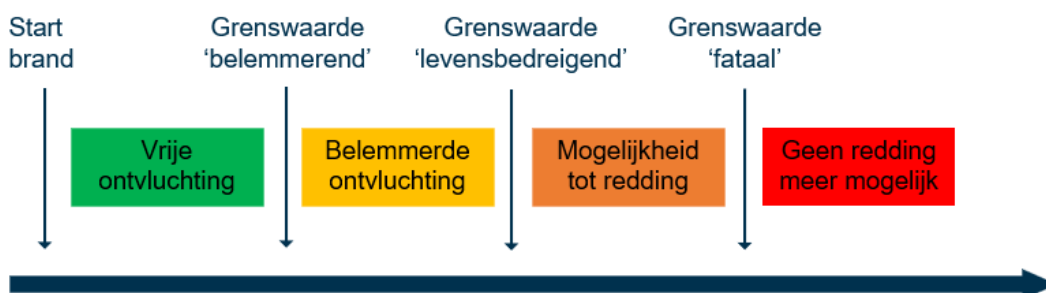 Start
brand
Grenswaarde
‘belemmerend’
Grenswaarde
‘levensbedreigend’
Grenswaarde
‘fataal’
Vrije
ontvluchting
Belemmerde
ontvluchting
Mogelijkheid
tot redding
Geen redding
meer mogelijk